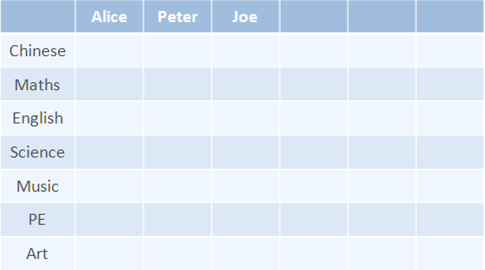 Alice Peter Joe
Chinese
Maths
English
Science
Music
PE
Art